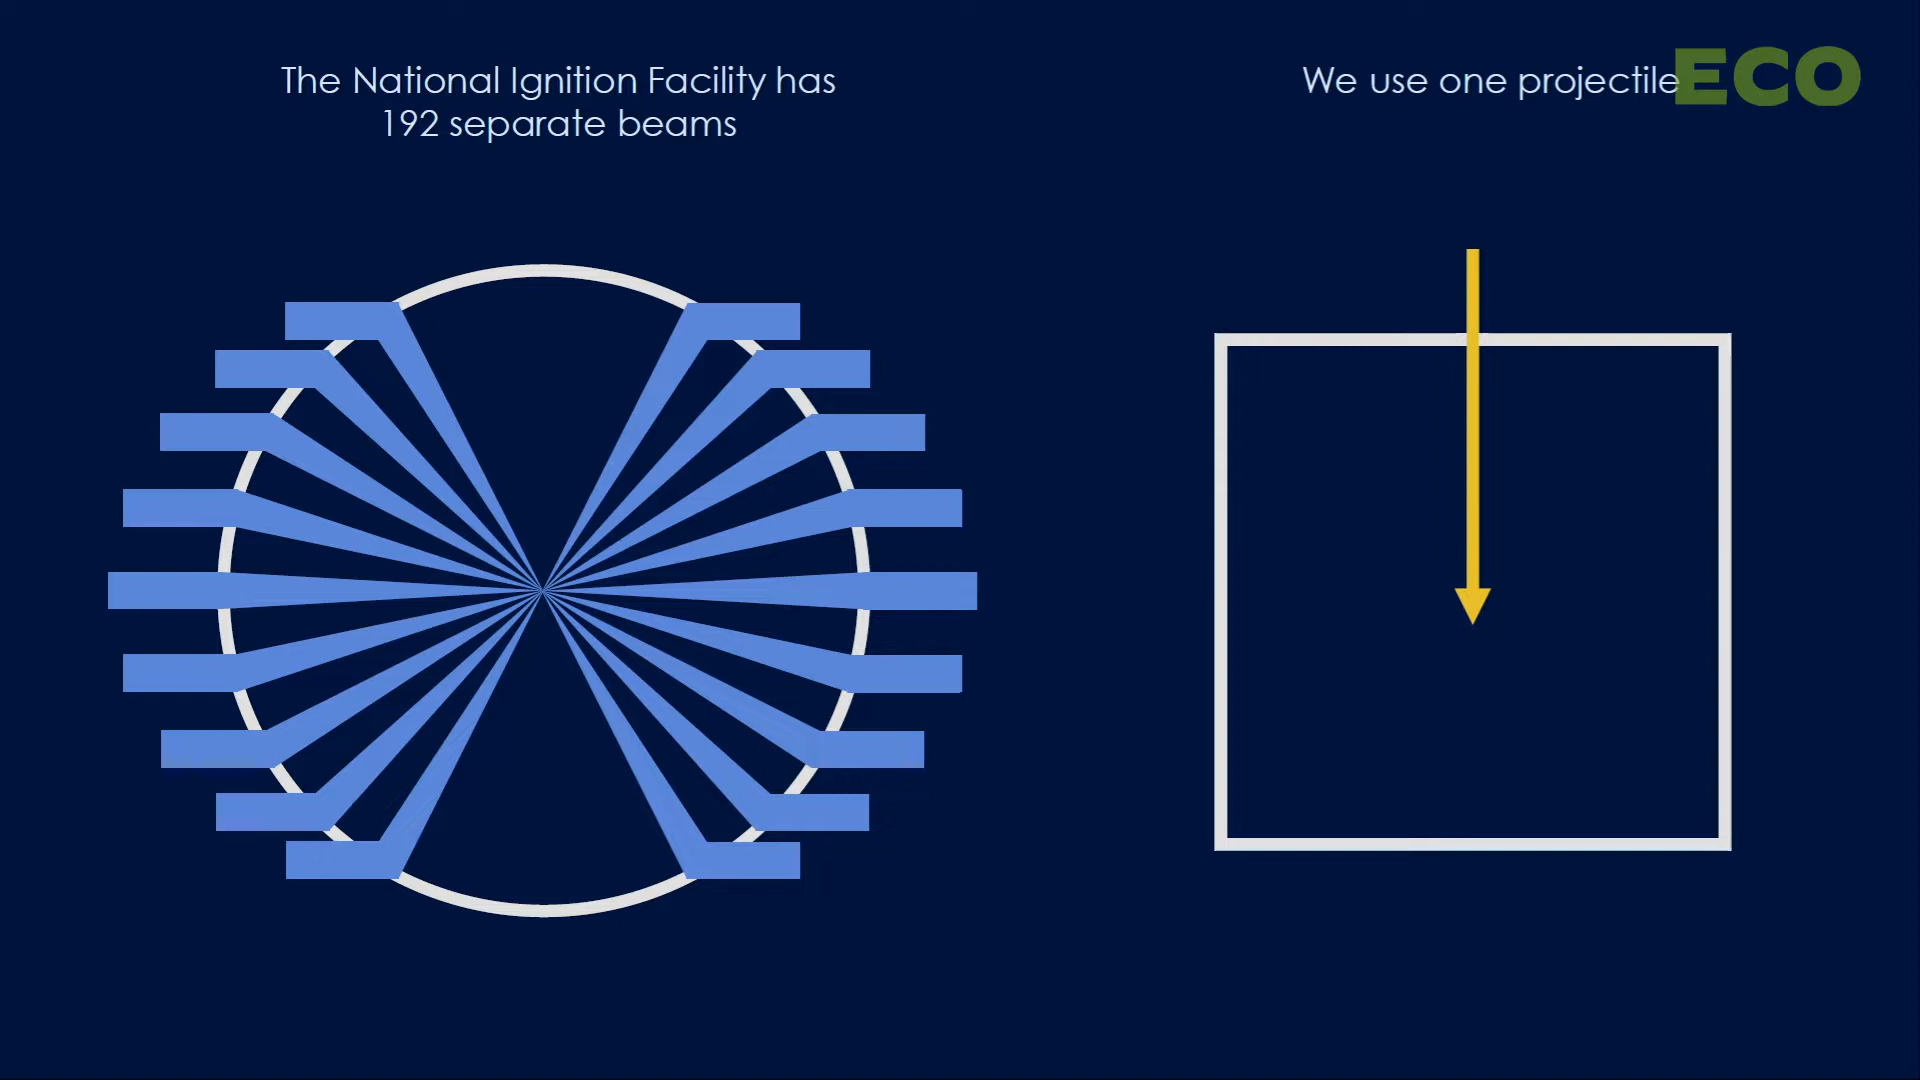 The National Ignition Facility has
192 separate beams
We use one projectile
ECO